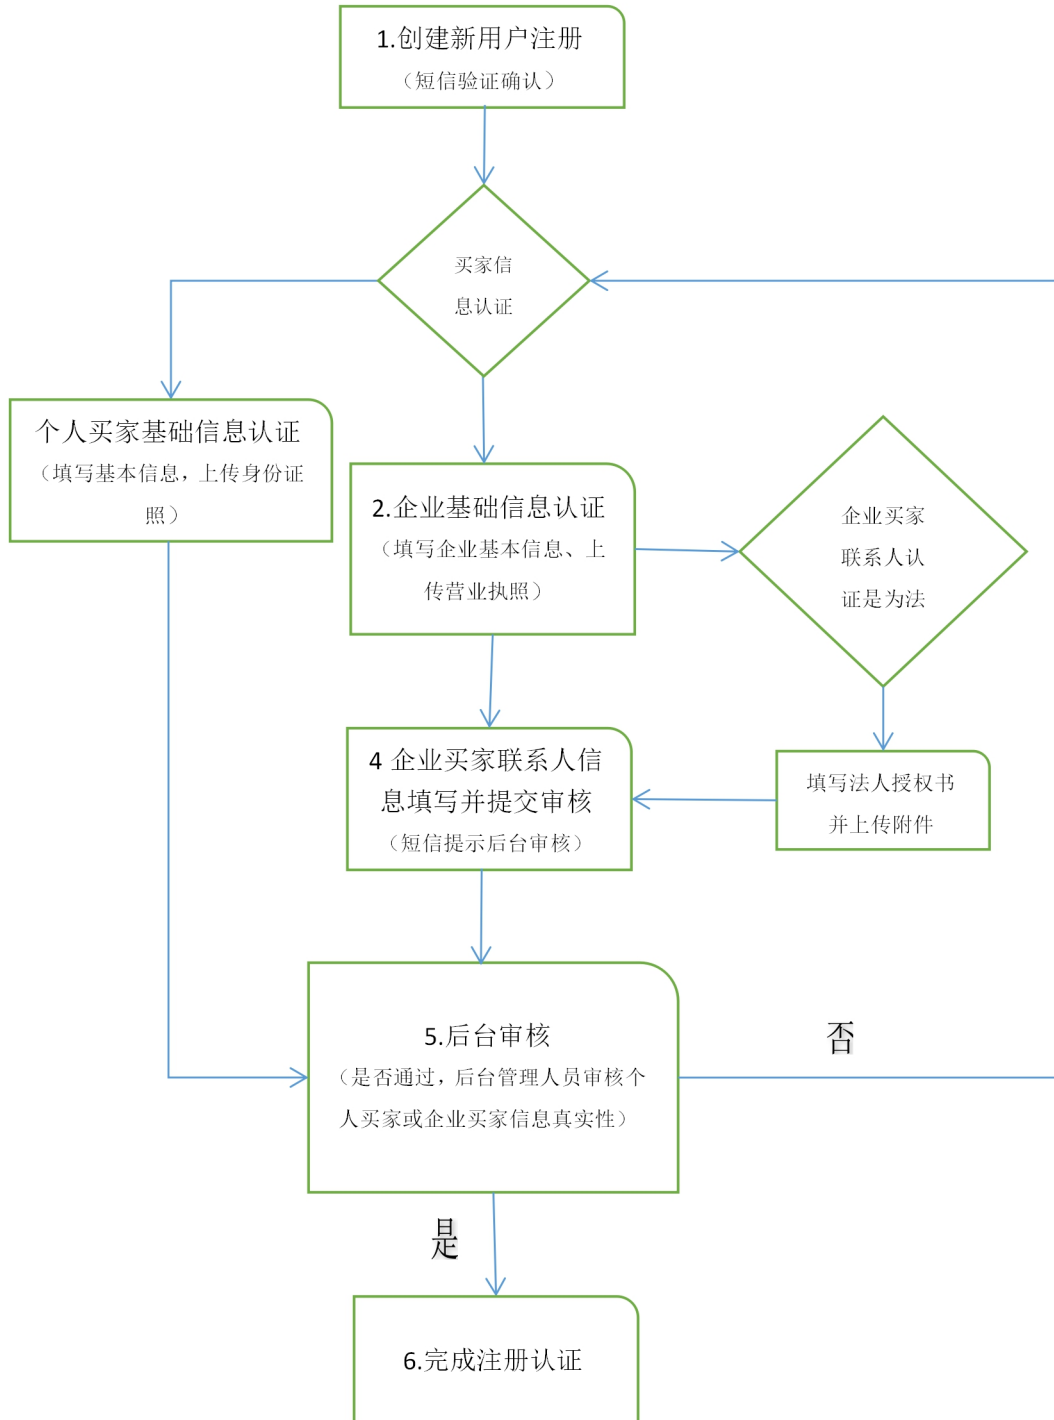 1.创建新用户注册
（短信验证确认）
买家信
息认证
个人买家基础信息认证
（填写基本信息，上传身份证
照）
2.企业基础信息认证
（填写企业基本信息、上
传营业执照）
企业买家
联系人认
证是为法
4 企业买家联系人信
息填写并提交审核
（短信提示后台审核）
填写法人授权书
并上传附件
5.后台审核
（是否通过，后台管理人员审核个
人买家或企业买家信息真实性）
否
是
6.完成注册认证